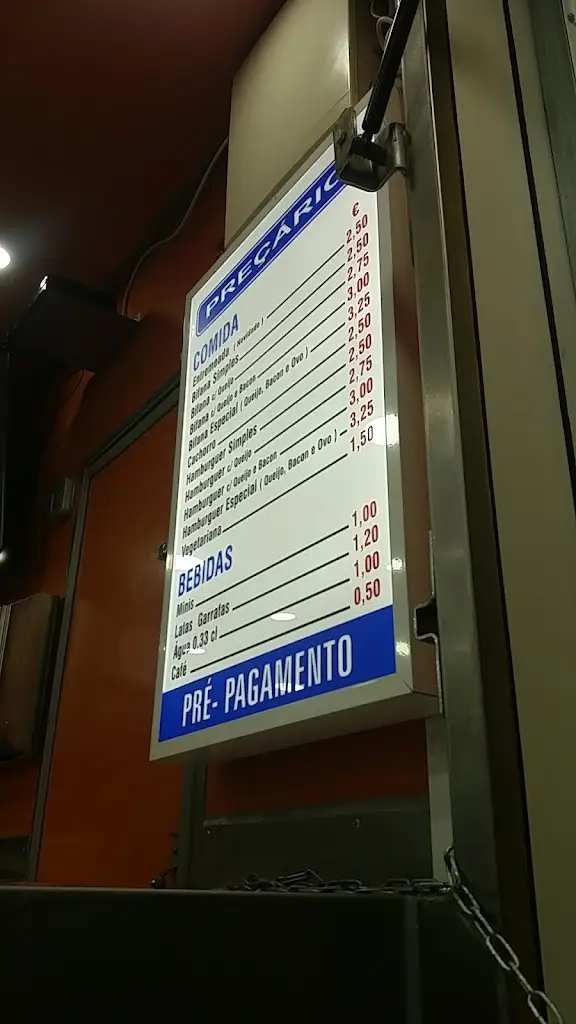 PREÇÁRIO
€
COMIDA
Entremeada ( Novidade ) 2,50
Bifana Simples 2,50
Bifana c/ Queijo 2,75
Bifana c/ Queijo e Bacon 3,00
Bifana Especial ( Queijo, Bacon e Ovo ) 3,25
Cachorro 2,50
Hamburguer Simples 2,50
Hamburguer c/ Queijo 2,75
Hamburguer c/ Queijo e Bacon 3,00
Hamburguer Especial ( Queijo, Bacon e Ovo ) 3,25
Vegetariana 1,50
BEBIDAS
Minis 1,00
Latas Garrafas 1,20
Água 0,33 cl 1,00
Café 0,50
PRÉ- PAGAMENTO